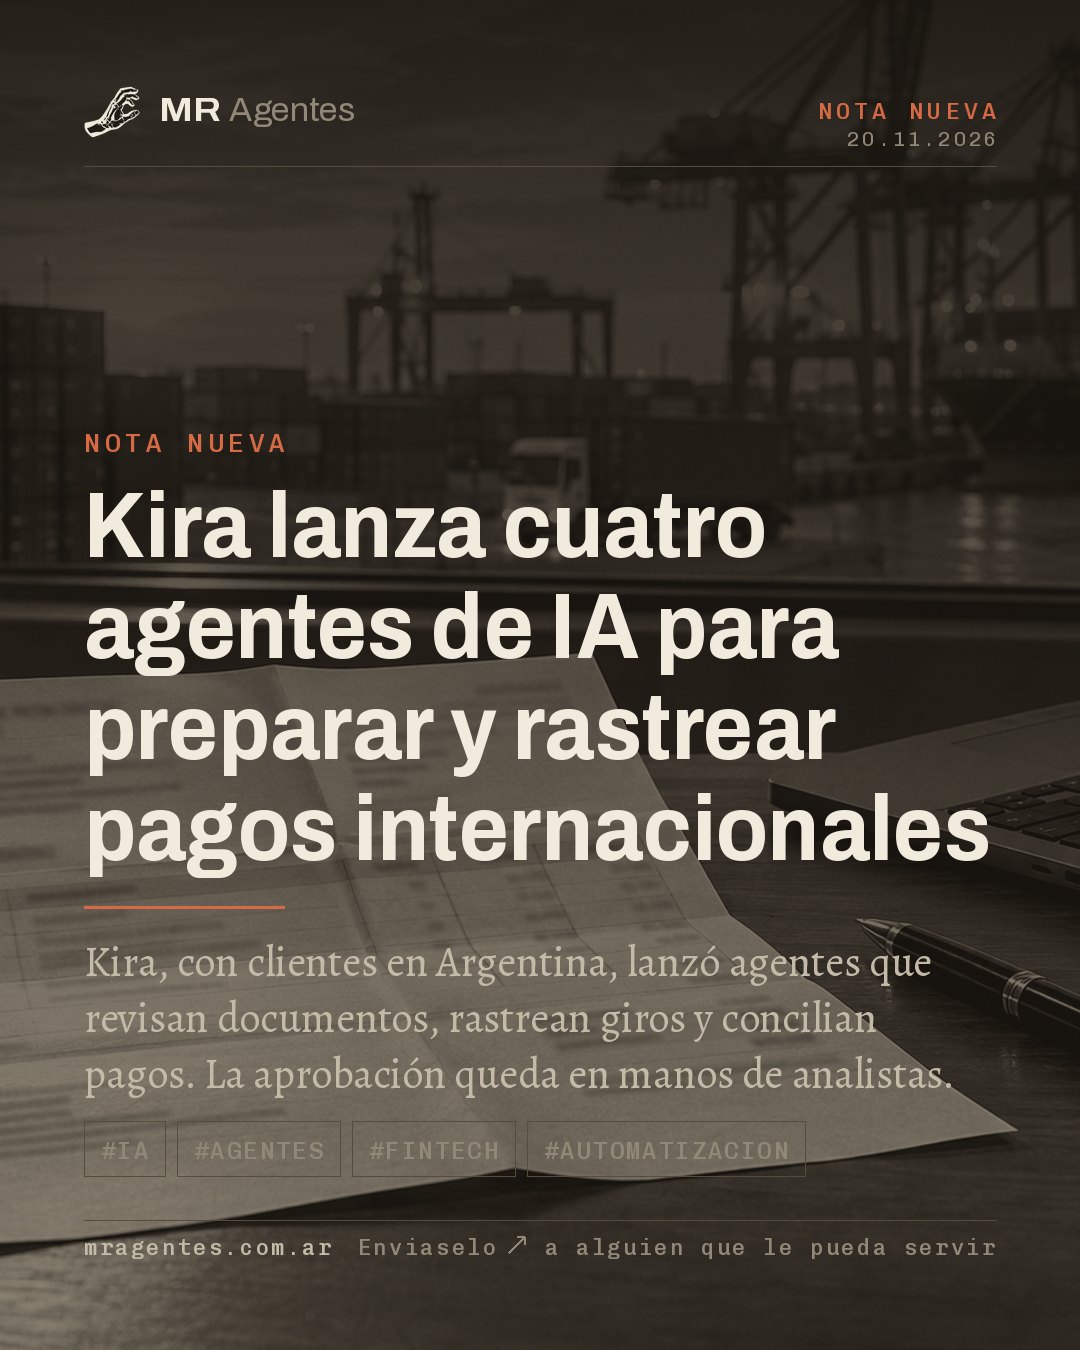 MR Agentes
NOTA NUEVA
20.11.2026
NOTA NUEVA
Kira lanza cuatro
agentes de IA para
preparar y rastrear
pagos internacionales
Kira, con clientes en Argentina, lanzó agentes que
revisan documentos, rastrean giros y concilian
pagos. La aprobación queda en manos de analistas.
#IA #AGENTES #FINTECH #AUTOMATIZACION
mragentes.com.ar Enviaselo ↗ a alguien que le pueda servir